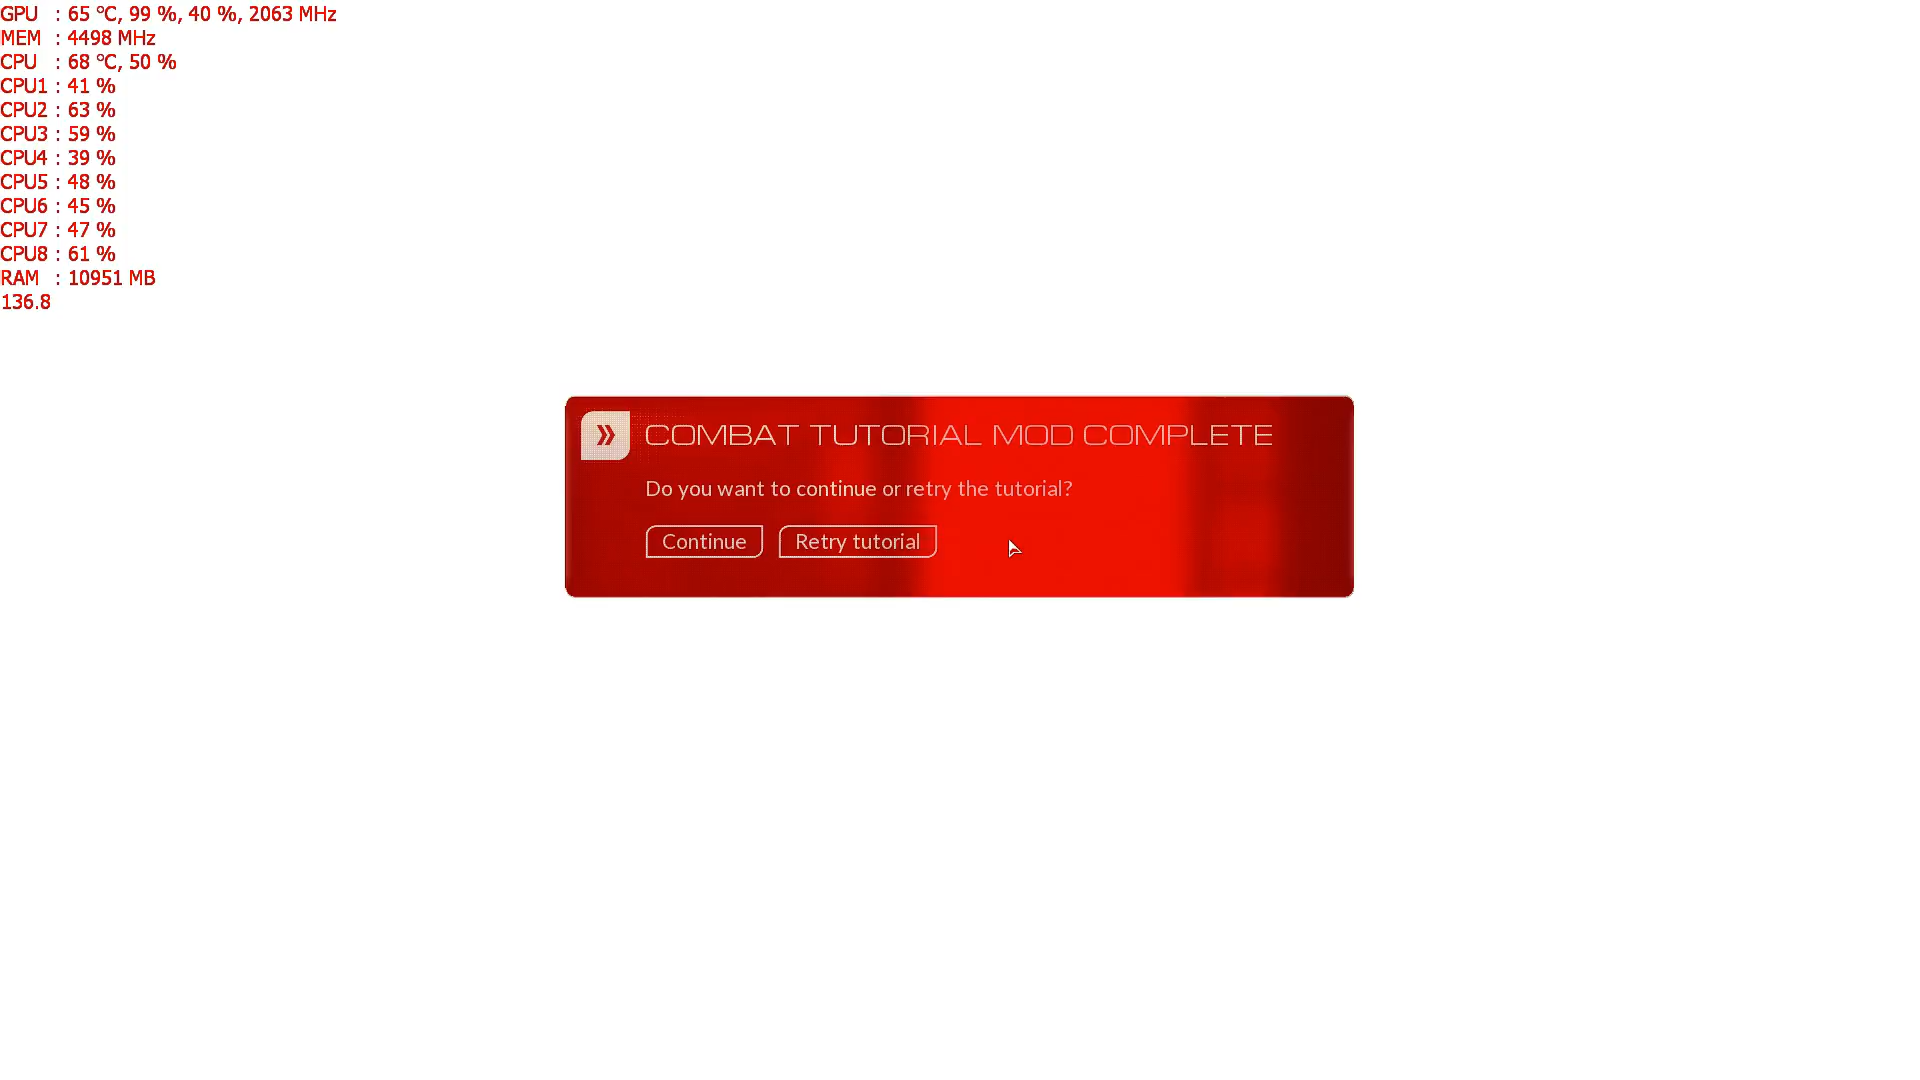 GPU : 65 °C, 99 %, 40 %, 2063 MHz
MEM : 4498 MHz
CPU : 68 °C, 50 %
CPU1 : 41 %
CPU2 : 63 %
CPU3 : 59 %
CPU4 : 39 %
CPU5 : 48 %
CPU6 : 45 %
CPU7 : 47 %
CPU8 : 61 %
RAM : 10951 MB
136.8
COMBAT TUTORIAL MOD COMPLETE
Do you want to continue or retry the tutorial?
Continue Retry tutorial